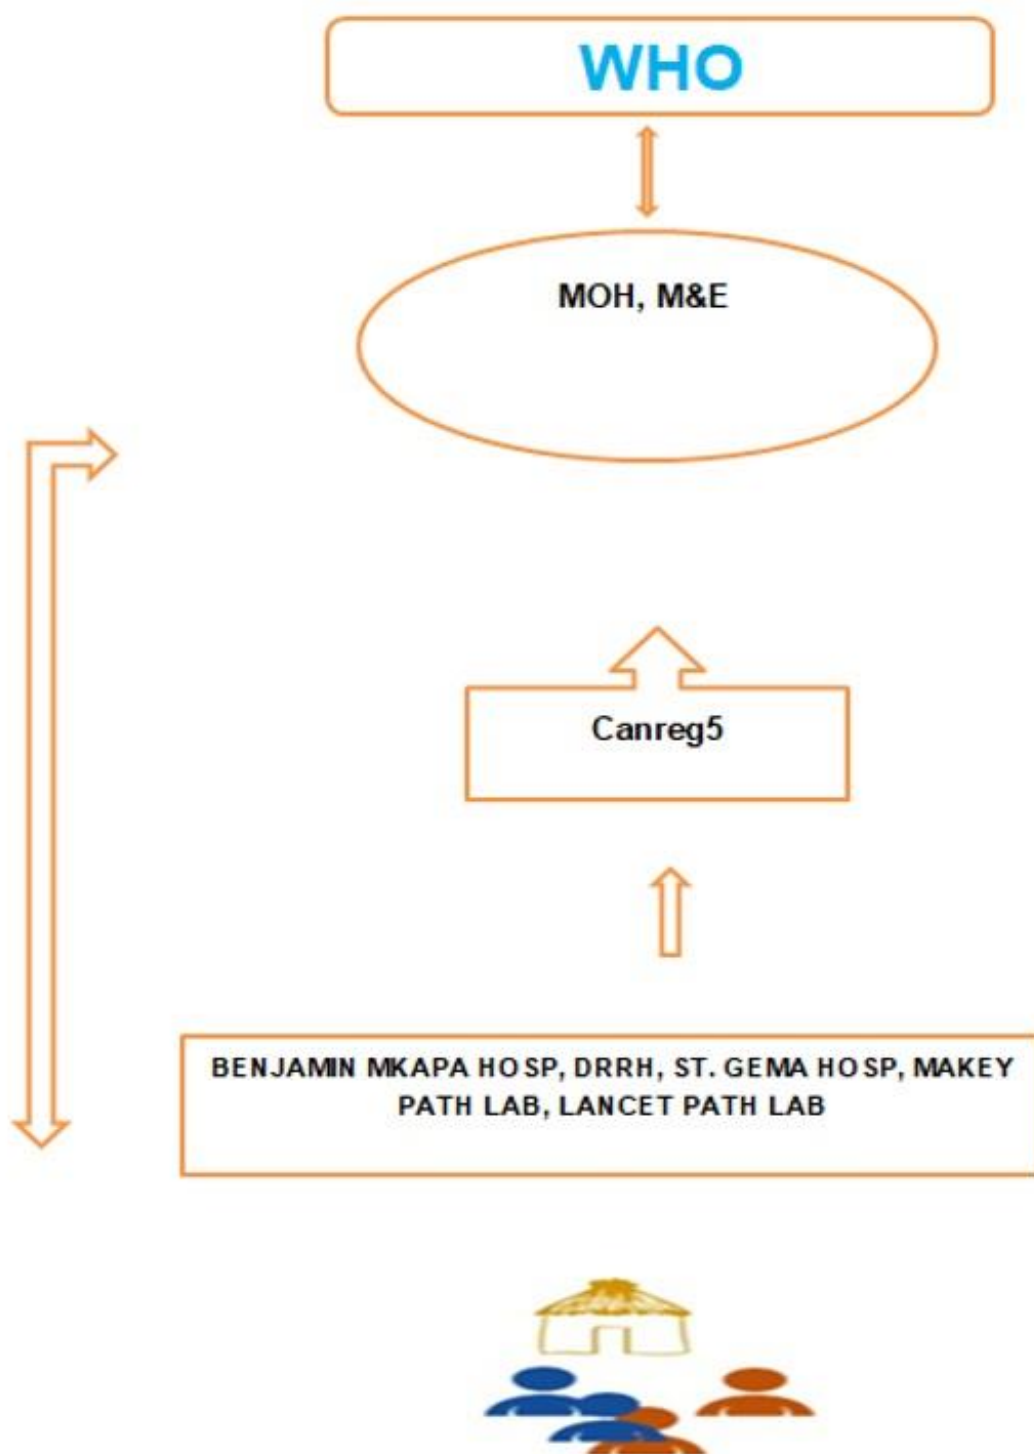 WHO
MOH, M&E
Canreg5
BENJAMIN MKAPA HOSP, DRRH, ST. GEMA HOSP, MAKEY
PATH LAB, LANCET PATH LAB